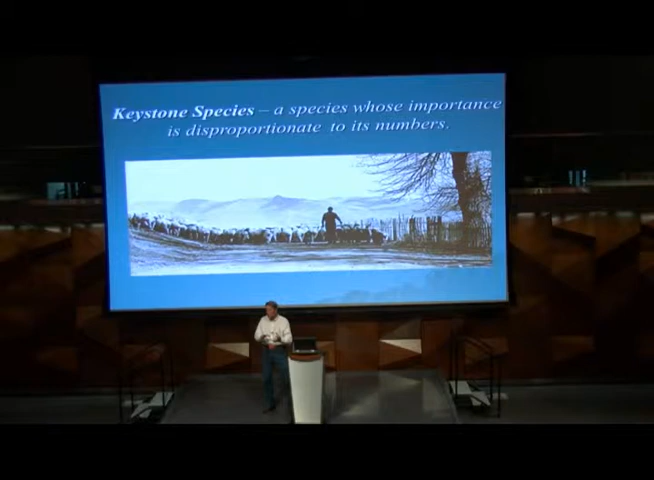 Keystone Species – a species whose importance
is disproportionate to its numbers.